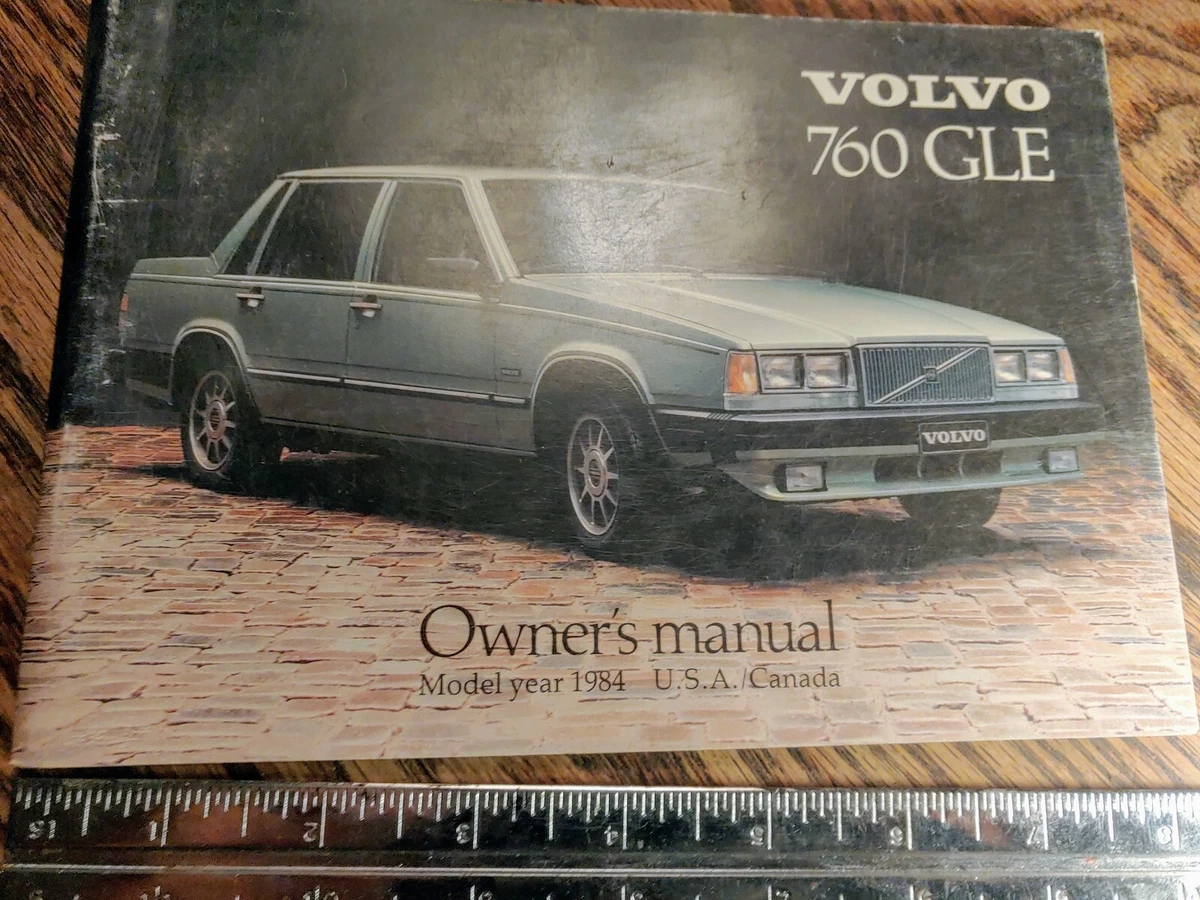 VOLVO
760 GLE
VOLVO
Owner's manual
Model year 1984 U.S.A./Canada
1 2 3 4 5 6 7 8